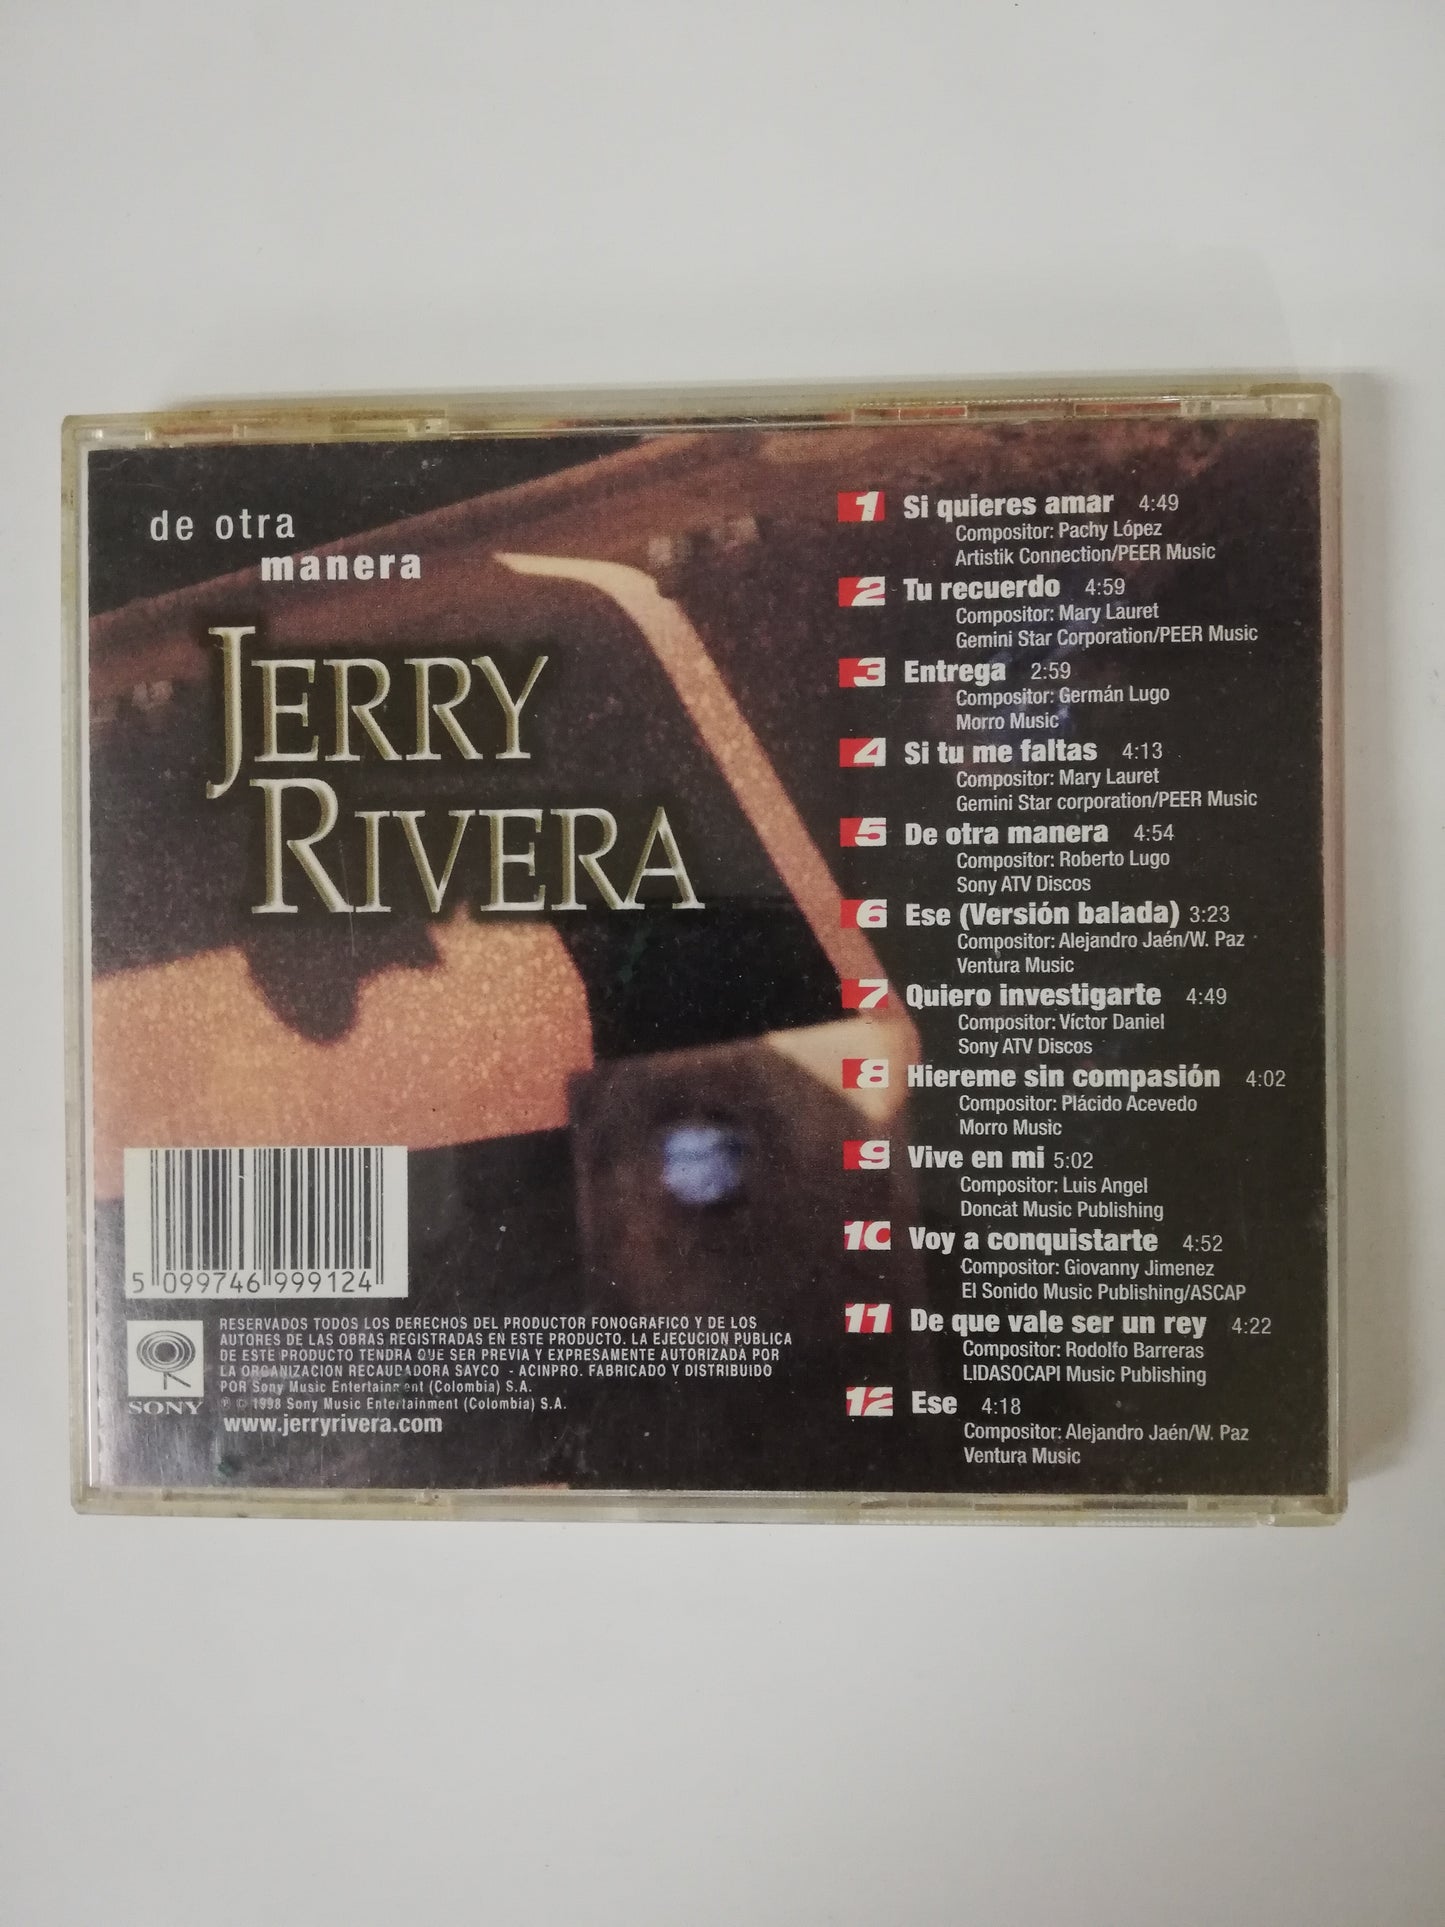 de otra
manera
JERRY
RIVERA
1 Si quieres amar 4:49
Compositor: Pachy López
Artistik Connection/PEER Music
2 Tu recuerdo 4:59
Compositor: Mary Lauret
Gemini Star Corporation/PEER Music
3 Entrega 2:59
Compositor: Germán Lugo
Morro Music
4 Si tu me faltas 4:13
Compositor: Mary Lauret
Gemini Star corporation/PEER Music
5 De otra manera 4:54
Compositor: Roberto Lugo
Sony ATV Discos
6 Ese (Versión balada) 3:23
Compositor: Alejandro Jaén/W. Paz
Ventura Music
7 Quiero investigarte 4:49
Compositor: Víctor Daniel
Sony ATV Discos
8 Hiereme sin compasión 4:02
Compositor: Plácido Acevedo
Morro Music
9 Vive en mi 5:02
Compositor: Luis Angel
Doncat Music Publishing
10 Voy a conquistarte 4:52
Compositor: Giovanny Jimenez
El Sonido Music Publishing/ASCAP
11 De que vale ser un rey 4:22
Compositor: Rodolfo Barreras
LIDASOCAPI Music Publishing
12 Ese 4:18
Compositor: Alejandro Jaén/W. Paz
Ventura Music
5 099746 999124
SONY
RESERVADOS TODOS LOS DERECHOS DEL PRODUCTOR FONOGRAFICO Y DE LOS
AUTORES DE LAS OBRAS REGISTRADAS EN ESTE PRODUCTO. LA EJECUCION PUBLICA
DE ESTE PRODUCTO TENDRA QUE SER PREVIA Y EXPRESAMENTE AUTORIZADA POR
LA ORGANIZACION RECAUDADORA SAYCO - ACINPRO. FABRICADO Y DISTRIBUIDO
POR Sony Music Entertainment (Colombia) S.A.
℗ © 1998 Sony Music Entertainment (Colombia) S.A.
www.jerryrivera.com